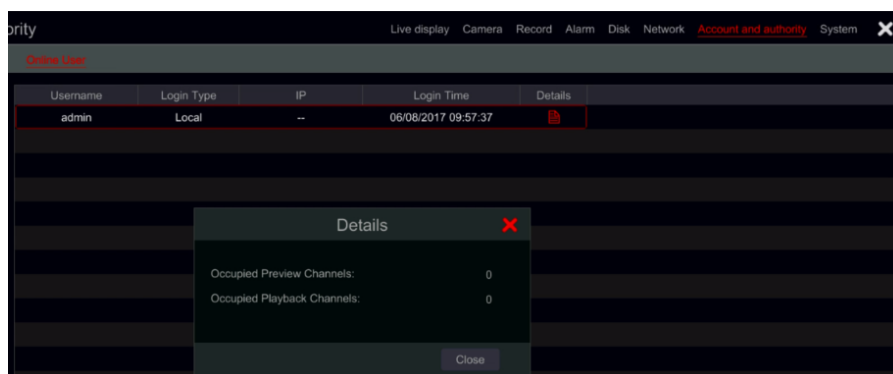 ority
Live display Camera Record Alarm Disk Network Account and authority System
Online User
Username Login Type IP Login Time Details
admin Local -- 06/08/2017 09:57:37
Details
Occupied Preview Channels: 0
Occupied Playback Channels: 0
Close